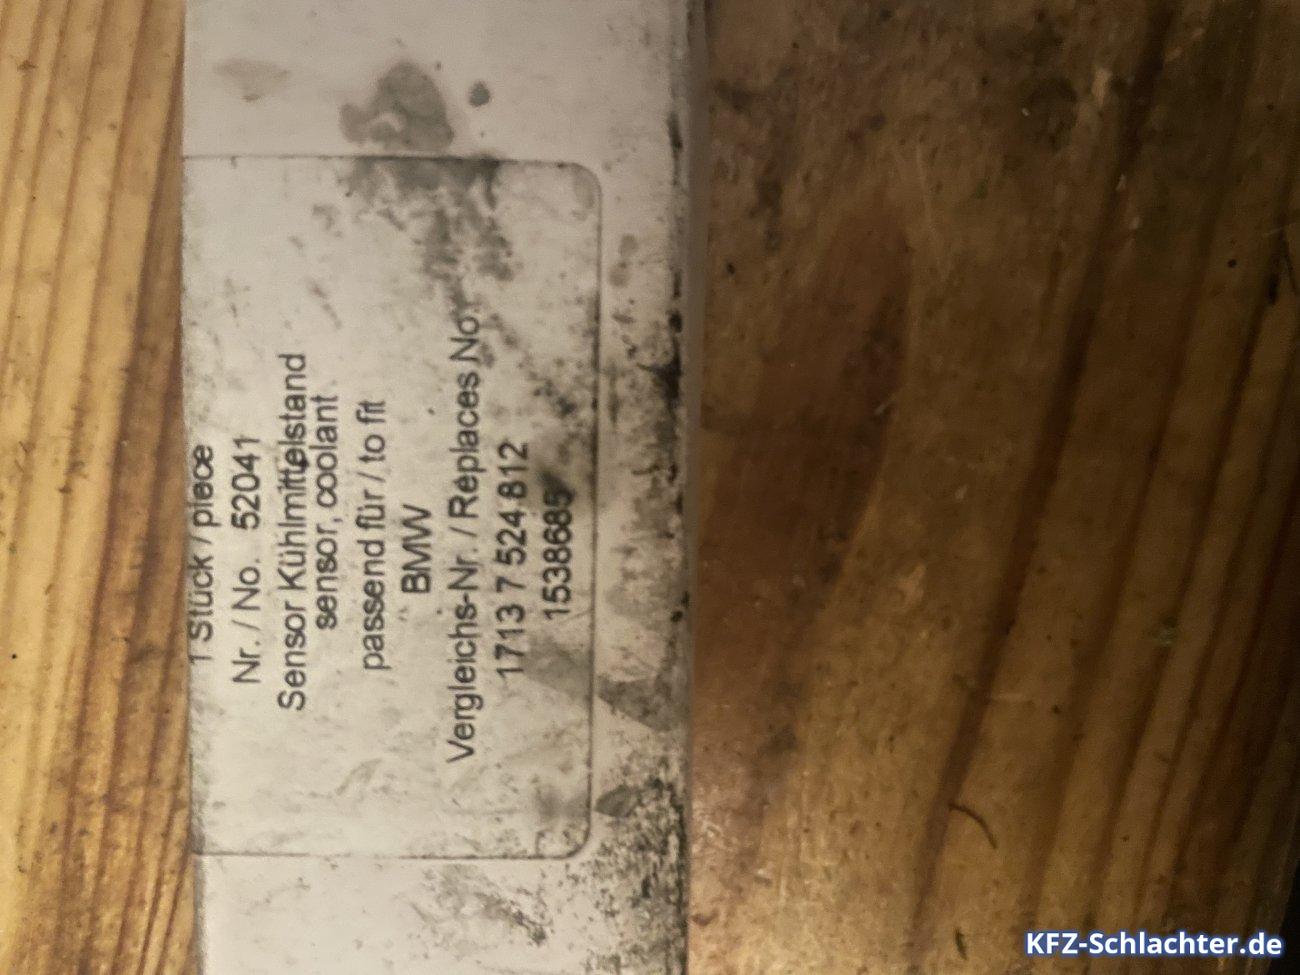 1 Stück / piece
Nr. / No. 52041
Sensor Kühlmittelstand
sensor, coolant
passend für / to fit
BMW
Vergleichs-Nr. / Replaces No
1713 7 524 812
1538685
KFZ-Schlachter.de